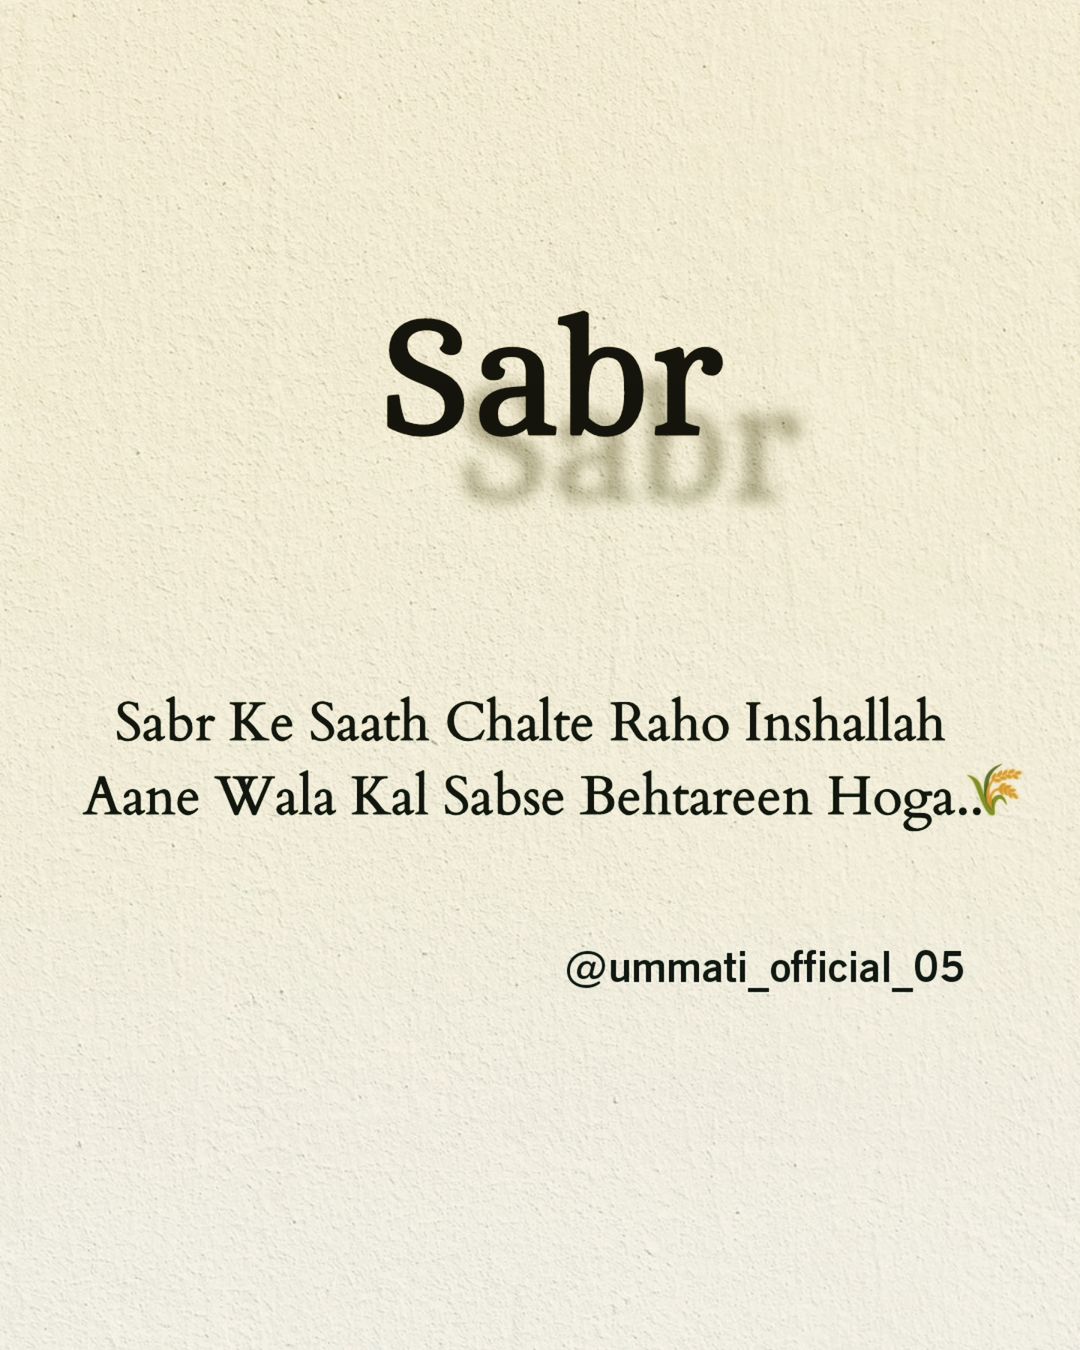 Sabr
Sabr Ke Saath Chalte Raho Inshallah
Aane Wala Kal Sabse Behtareen Hoga..🌾
@ummati_official_05